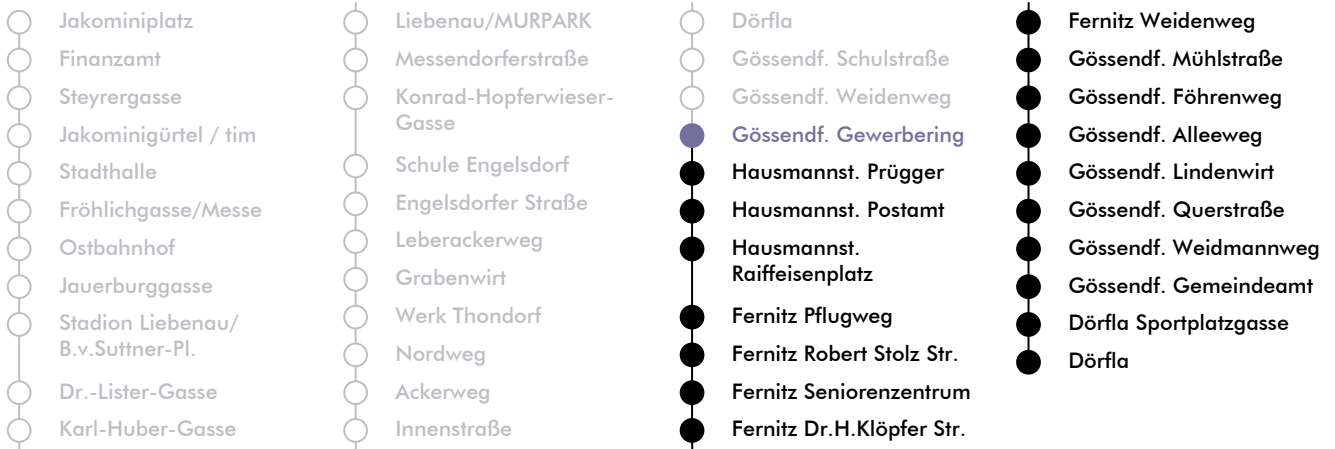 Jakominiplatz
Finanzamt
Steyrergasse
Jakominigürtel / tim
Stadthalle
Fröhlichgasse/Messe
Ostbahnhof
Jauerburggasse
Stadion Liebenau/
B.v.Suttner-Pl.
Dr.-Lister-Gasse
Karl-Huber-Gasse
Liebenau/MURPARK
Messendorferstraße
Konrad-Hopferwieser-
Gasse
Schule Engelsdorf
Engelsdorfer Straße
Leberackerweg
Grabenwirt
Werk Thondorf
Nordweg
Ackerweg
Innenstraße
Dörfla
Gössendf. Schulstraße
Gössendf. Weidenweg
Gössendf. Gewerbering
Hausmannst. Prügger
Hausmannst. Postamt
Hausmannst.
Raiffeisenplatz
Fernitz Pflugweg
Fernitz Robert Stolz Str.
Fernitz Seniorenzentrum
Fernitz Dr.H.Klöpfer Str.
Fernitz Weidenweg
Gössendf. Mühlstraße
Gössendf. Föhrenweg
Gössendf. Alleeweg
Gössendf. Lindenwirt
Gössendf. Querstraße
Gössendf. Weidmannweg
Gössendf. Gemeindeamt
Dörfla Sportplatzgasse
Dörfla